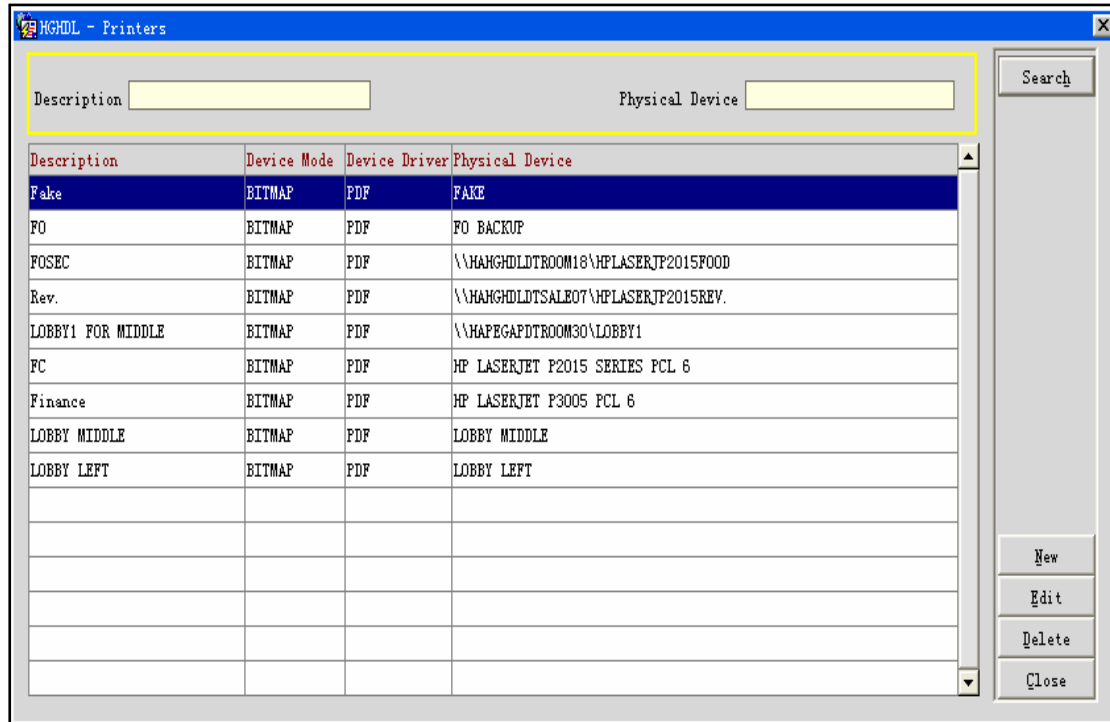 HGHDL - Printers
Description Physical Device Search
Description Device Mode Device Driver Physical Device
Fake BITMAP PDF FAKE
FO BITMAP PDF FO BACKUP
FOSEC BITMAP PDF \\HAHGHDLDTROOM18\HPLASERJP2015FOOD
Rev. BITMAP PDF \\HAHGHDLDTSALE07\HPLASERJP2015REV.
LOBBY1 FOR MIDDLE BITMAP PDF \\HAPEGAPDTROOM30\LOBBY1
FC BITMAP PDF HP LASERJET P2015 SERIES PCL 6
Finance BITMAP PDF HP LASERJET P3005 PCL 6
LOBBY MIDDLE BITMAP PDF LOBBY MIDDLE
LOBBY LEFT BITMAP PDF LOBBY LEFT
New
Edit
Delete
Close